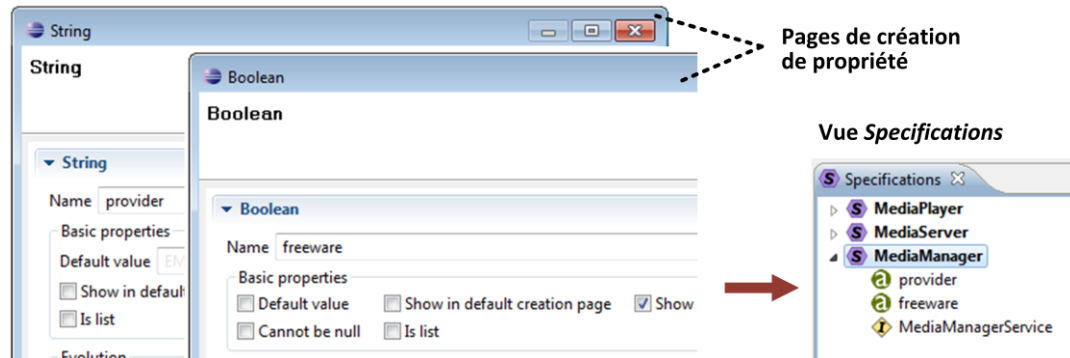 String
String
String
Name provider
Basic properties
Default value EM
Show in defaul
Is list
Evolution
Boolean
Boolean
Boolean
Name freeware
Basic properties
Default value Show in default creation page Show
Cannot be null Is list
Pages de création
de propriété
Vue Specifications
Specifications
MediaPlayer
MediaServer
MediaManager
provider
freeware
MediaManagerService